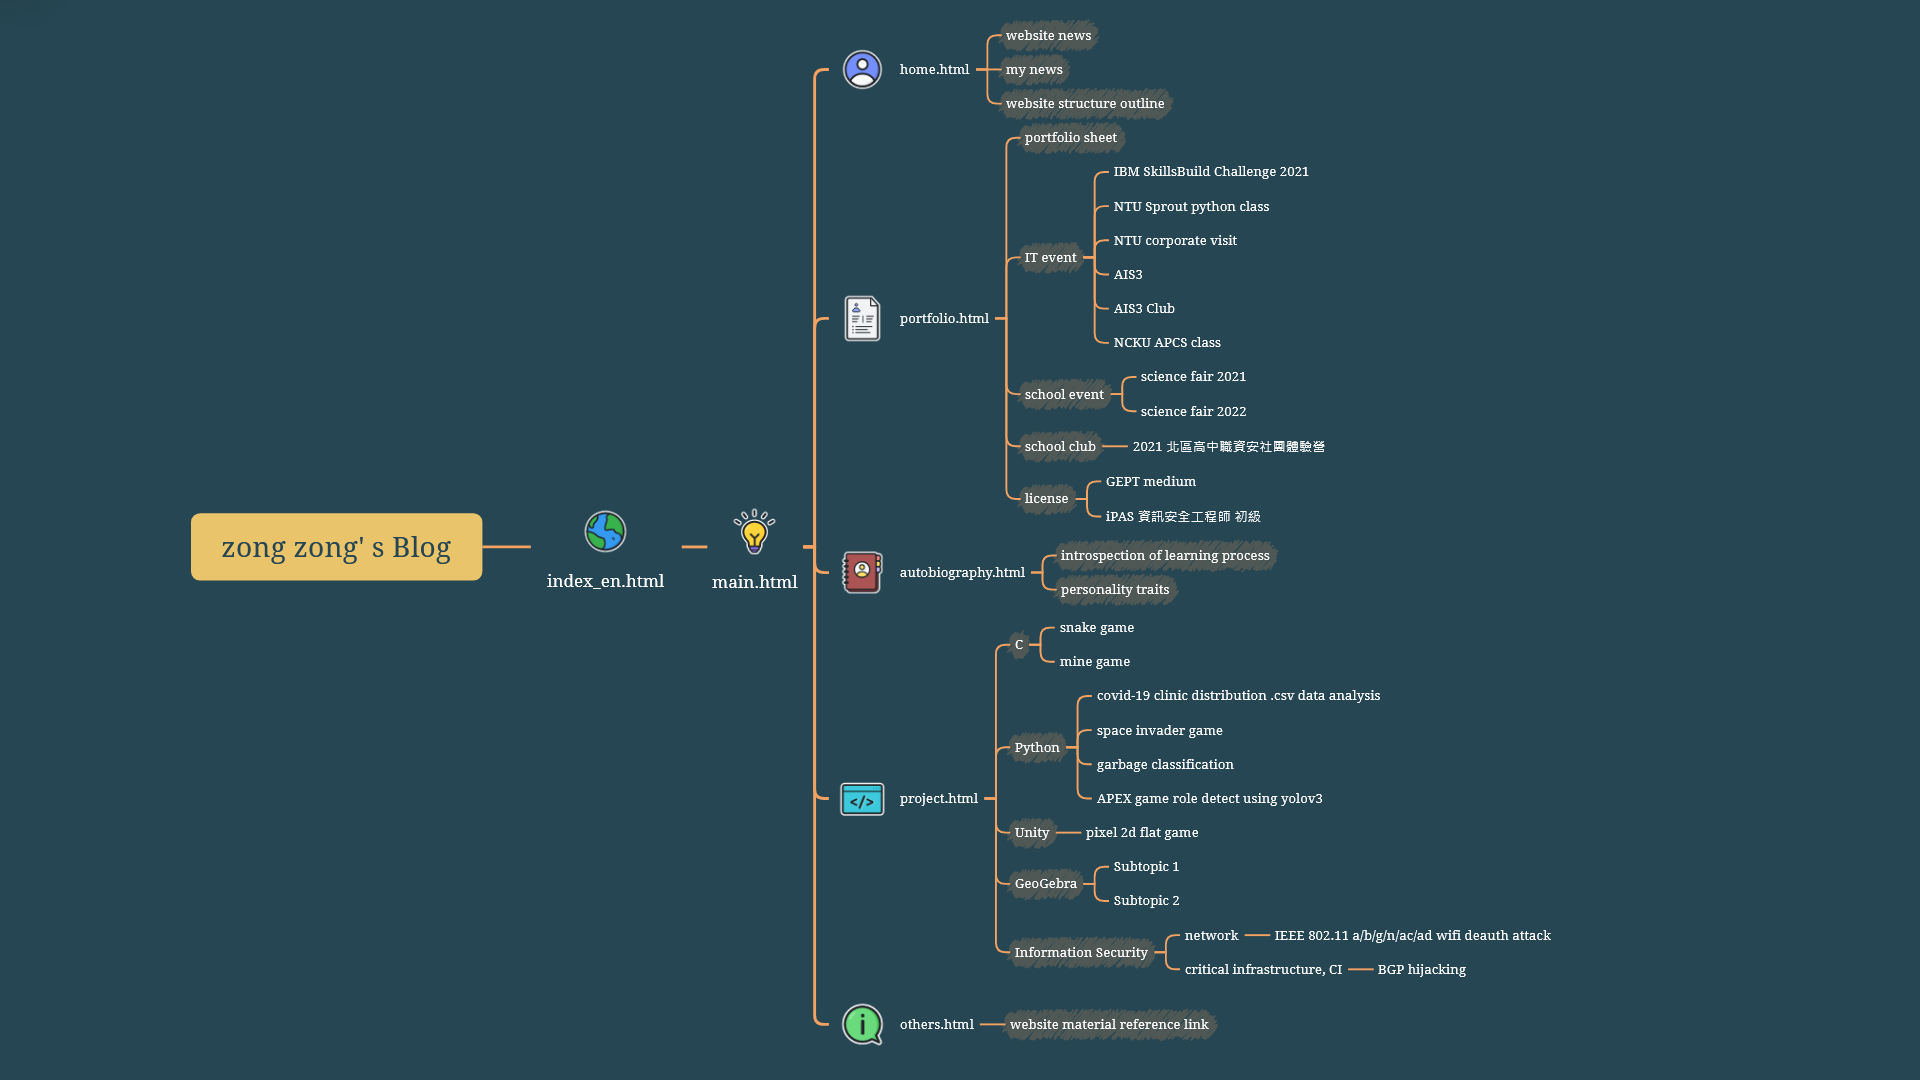 zong zong' s Blog
index_en.html
main.html
home.html
website news
my news
website structure outline
portfolio.html
portfolio sheet
IT event
IBM SkillsBuild Challenge 2021
NTU Sprout python class
NTU corporate visit
AIS3
AIS3 Club
NCKU APCS class
school event
science fair 2021
science fair 2022
school club
2021 北區高中職資安社團體驗營
license
GEPT medium
iPAS 資訊安全工程師 初級
autobiography.html
introspection of learning process
personality traits
project.html
C
snake game
mine game
Python
covid-19 clinic distribution .csv data analysis
space invader game
garbage classification
APEX game role detect using yolov3
Unity
pixel 2d flat game
GeoGebra
Subtopic 1
Subtopic 2
Information Security
network
IEEE 802.11 a/b/g/n/ac/ad wifi deauth attack
critical infrastructure, CI
BGP hijacking
others.html
website material reference link